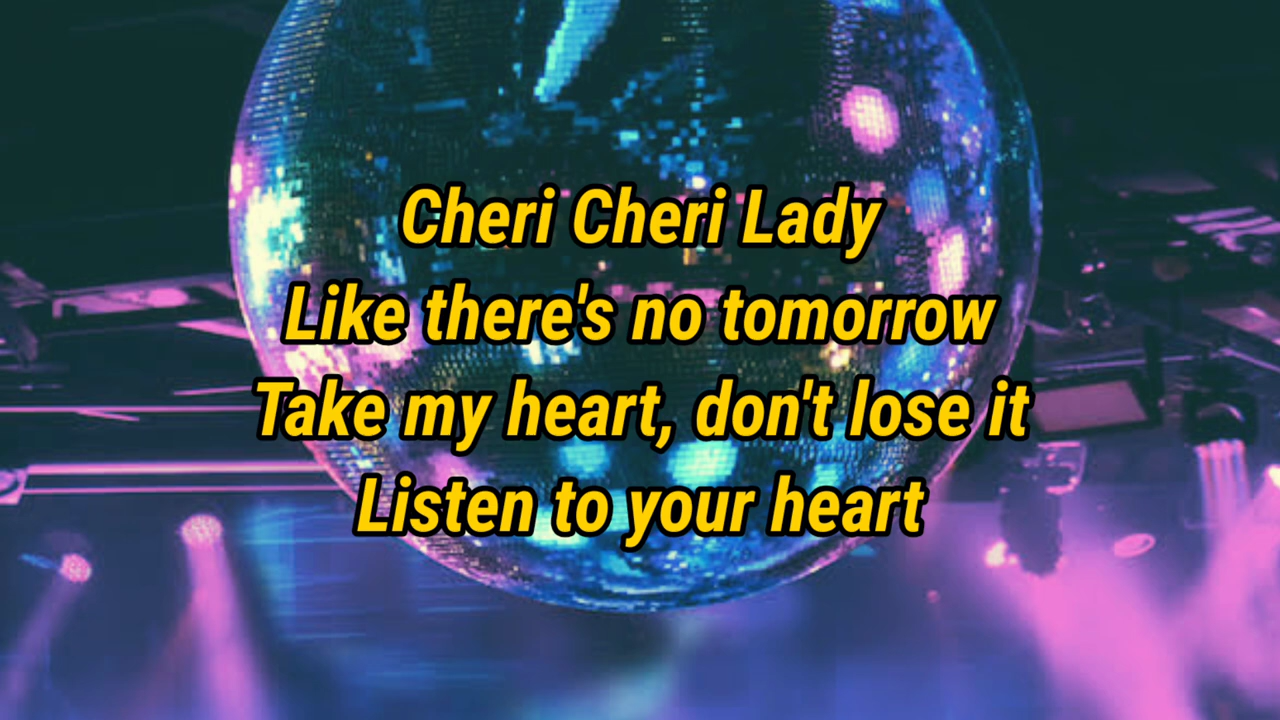 Cheri Cheri Lady
Like there's no tomorrow
Take my heart, don't lose it
Listen to your heart